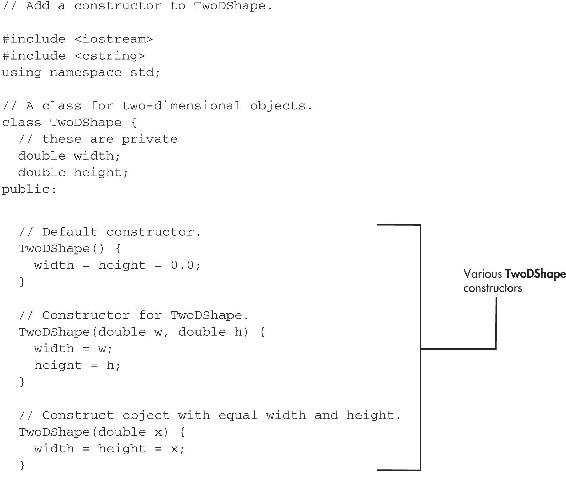 // Add a constructor to TwoDShape.
#include <iostream>
#include <cstring>
using namespace std;
// A class for two-dimensional objects.
class TwoDShape {
// these are private
double width;
double height;
public:
// Default constructor.
TwoDShape() {
width = height = 0.0;
}
// Constructor for TwoDShape.
TwoDShape(double w, double h) {
width = w;
height = h;
}
// Construct object with equal width and height.
TwoDShape(double x) {
width = height = x;
}
Various TwoDShape
constructors